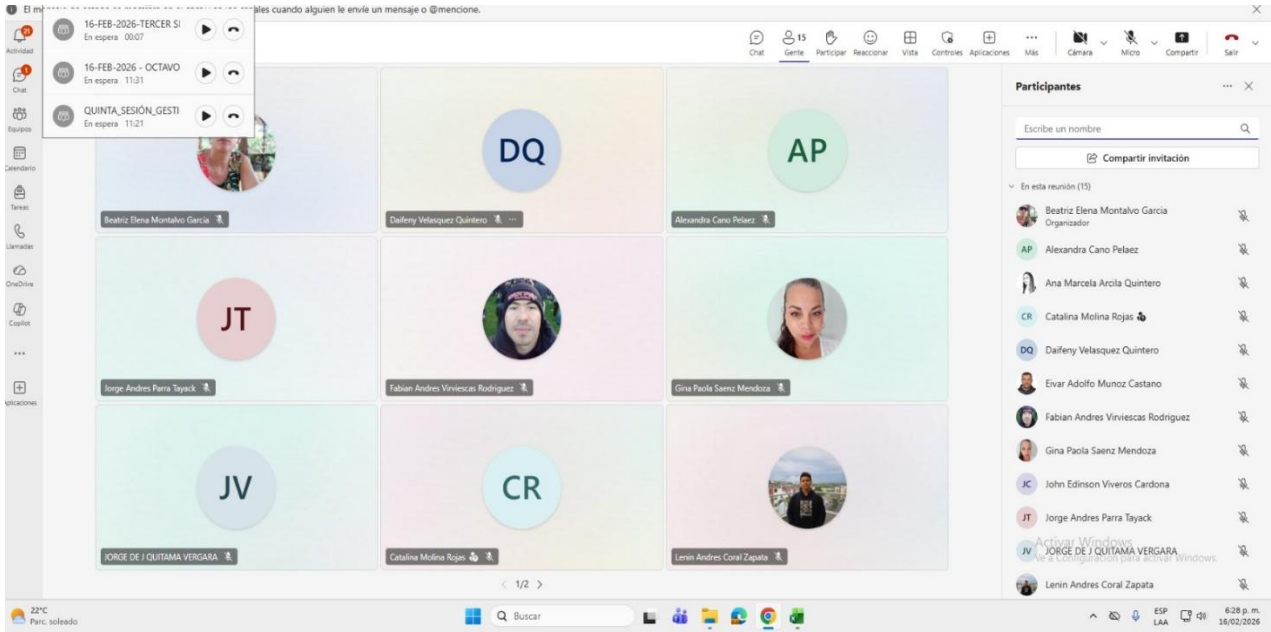 ales cuando alguien le envíe un mensaje o @mencione.
16-FEB-2026-TERCER SI
En espera 00:07
16-FEB-2026 - OCTAVO
En espera 11:31
QUINTA_SESIÓN_GESTI
En espera 11:21
Actividad
Chat
Equipos
Calendario
Tareas
Llamadas
OneDrive
Copilot
Aplicaciones
Chat
15
Gente
Participar
Reaccionar
Vista
Controles
Aplicaciones
Más
Cámara
Micro
Compartir
Salir
DQ
AP
Beatriz Elena Montalvo Garcia
Daifeny Velasquez Quintero
Alexandra Cano Pelaez
JT
Jorge Andres Parra Tayack
Fabian Andres Virviescas Rodriguez
Gina Paola Saenz Mendoza
JV
CR
JORGE DE J QUITAMA VERGARA
Catalina Molina Rojas
Lenin Andres Coral Zapata
1/2
Participantes
Escribe un nombre
Compartir invitación
En esta reunión (15)
Beatriz Elena Montalvo Garcia
Organizador
AP Alexandra Cano Pelaez
Ana Marcela Arcila Quintero
CR Catalina Molina Rojas
DQ Daifeny Velasquez Quintero
Eivar Adolfo Munoz Castano
Fabian Andres Virviescas Rodriguez
Gina Paola Saenz Mendoza
JC John Edinson Viveros Cardona
JT Jorge Andres Parra Tayack
Activar Windows
JV JORGE DE J QUITAMA VERGARA
Ve a Configuración para activar Windows.
Lenin Andres Coral Zapata
22°C
Parc. soleado
Buscar
ESP
LAA
6:28 p. m.
16/02/2026